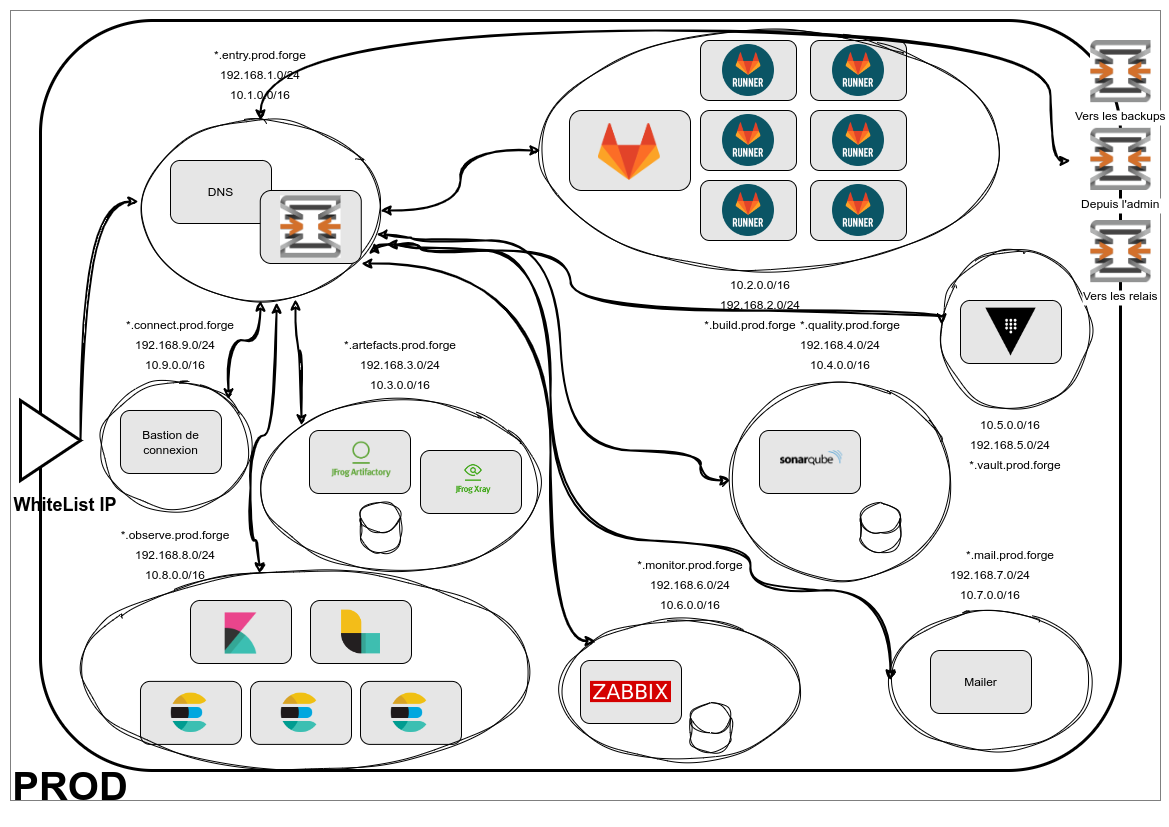 *.entry.prod.forge
192.168.1.0/24
10.1.0.0/16
DNS
RUNNER
RUNNER
RUNNER
RUNNER
RUNNER
RUNNER
Vers les backups
Depuis l'admin
Vers les relais
10.2.0.0/16
192.168.2.0/24
*.build.prod.forge
*.quality.prod.forge
192.168.4.0/24
10.4.0.0/16
*.connect.prod.forge
192.168.9.0/24
10.9.0.0/16
*.artefacts.prod.forge
192.168.3.0/24
10.3.0.0/16
Bastion de
connexion
WhiteList IP
JFrog Artifactory
JFrog Xray
sonarqube
10.5.0.0/16
192.168.5.0/24
*.vault.prod.forge
*.observe.prod.forge
192.168.8.0/24
10.8.0.0/16
*.monitor.prod.forge
192.168.6.0/24
10.6.0.0/16
*.mail.prod.forge
192.168.7.0/24
10.7.0.0/16
ZABBIX
Mailer
PROD